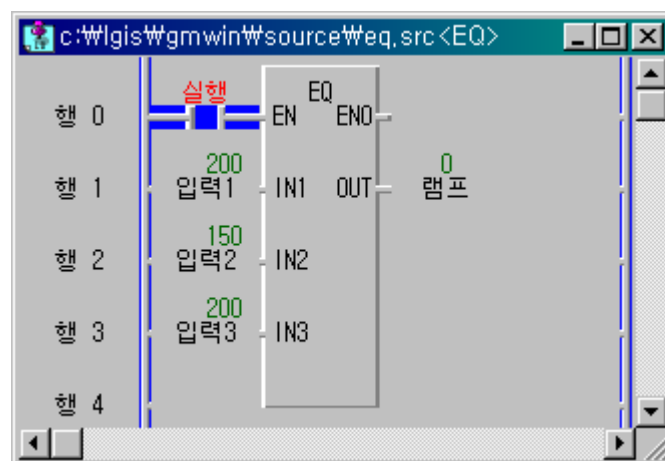 c:₩lgis₩gmwin₩source₩eq.src<EQ>
실행 EQ
행 0 EN ENO
200 0
행 1 입력1 IN1 OUT 램프
150
행 2 입력2 IN2
200
행 3 입력3 IN3
행 4